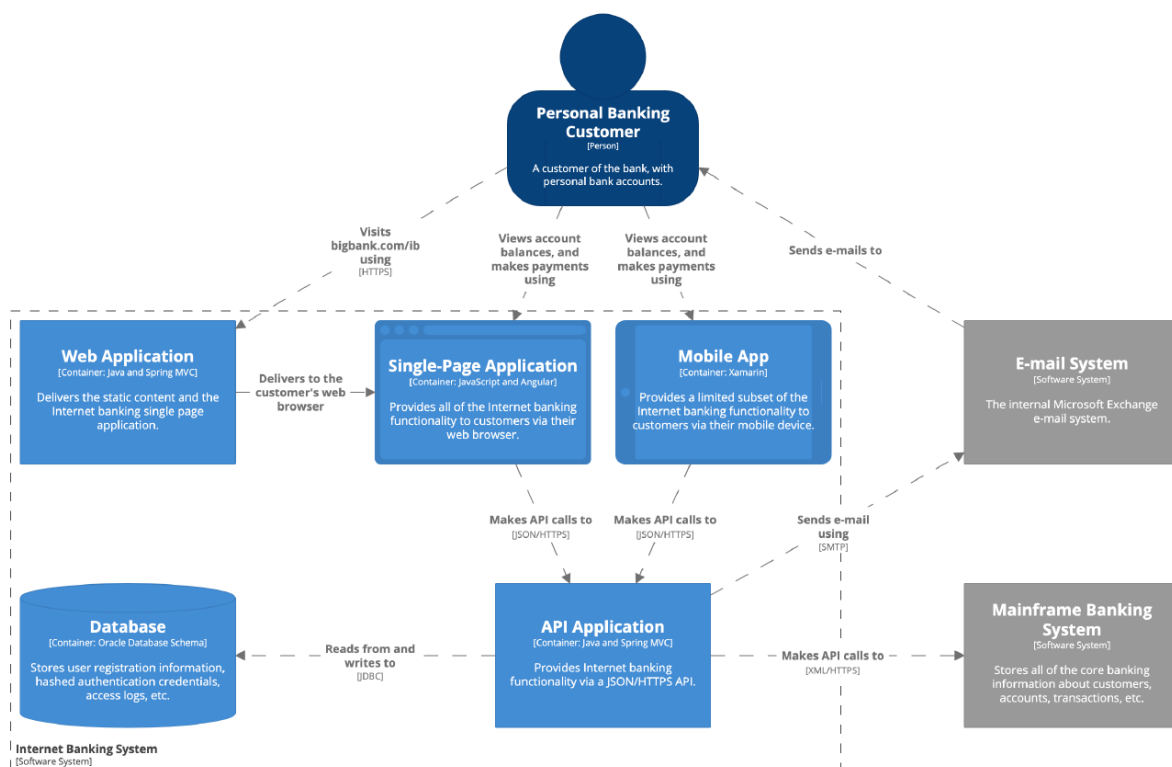 Personal Banking
Customer
[Person]
A customer of the bank, with
personal bank accounts.
Visits
bigbank.com/ib
using
[HTTPS]
Views account
balances, and
makes payments
using
Views account
balances, and
makes payments
using
Sends e-mails to
Web Application
[Container: Java and Spring MVC]
Delivers the static content and the
Internet banking single page
application.
Delivers to the
customer's web
browser
Single-Page Application
[Container: JavaScript and Angular]
Provides all of the Internet banking
functionality to customers via their
web browser.
Mobile App
[Container: Xamarin]
Provides a limited subset of the
Internet banking functionality to
customers via their mobile device.
E-mail System
[Software System]
The internal Microsoft Exchange
e-mail system.
Makes API calls to
[JSON/HTTPS]
Makes API calls to
[JSON/HTTPS]
Sends e-mail
using
[SMTP]
Database
[Container: Oracle Database Schema]
Stores user registration information,
hashed authentication credentials,
access logs, etc.
Reads from and
writes to
[JDBC]
API Application
[Container: Java and Spring MVC]
Provides Internet banking
functionality via a JSON/HTTPS API.
Makes API calls to
[XML/HTTPS]
Mainframe Banking
System
[Software System]
Stores all of the core banking
information about customers,
accounts, transactions, etc.
Internet Banking System
[Software System]